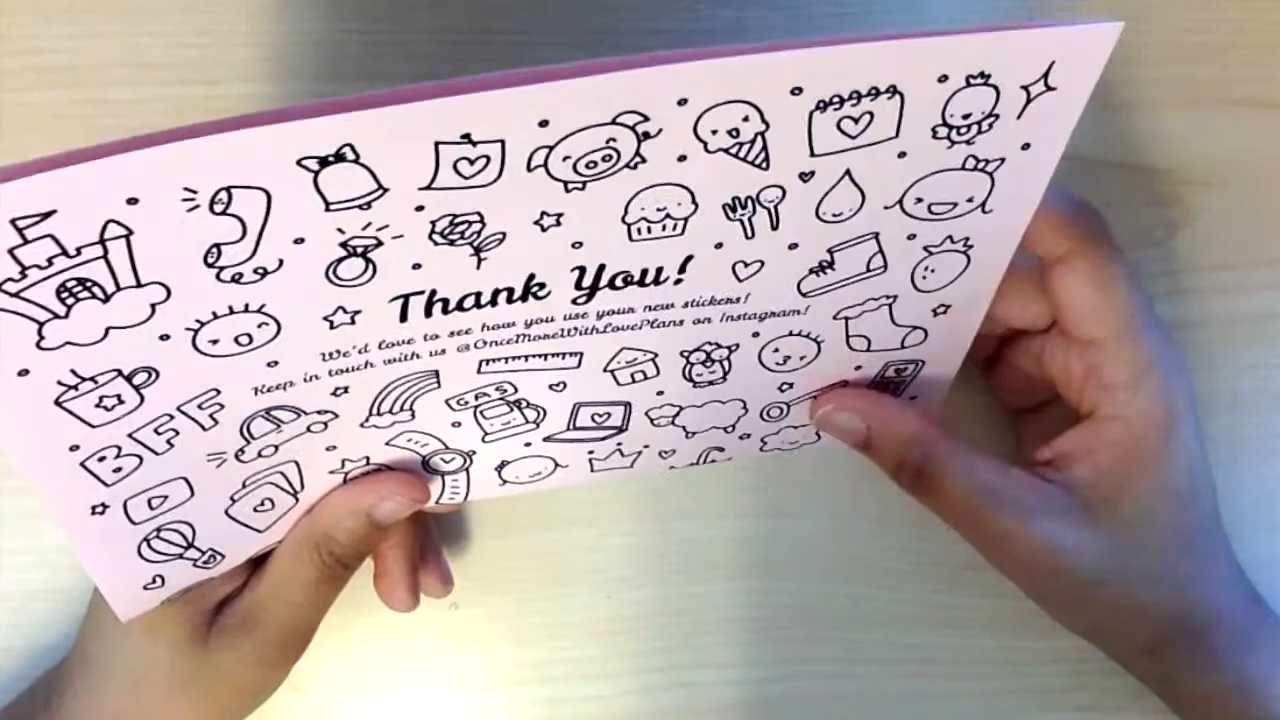 Thank You!
We'd love to see how you use your new stickers!
Keep in touch with us @OnceMoreWithLovePlans on Instagram!
GAS
BFF